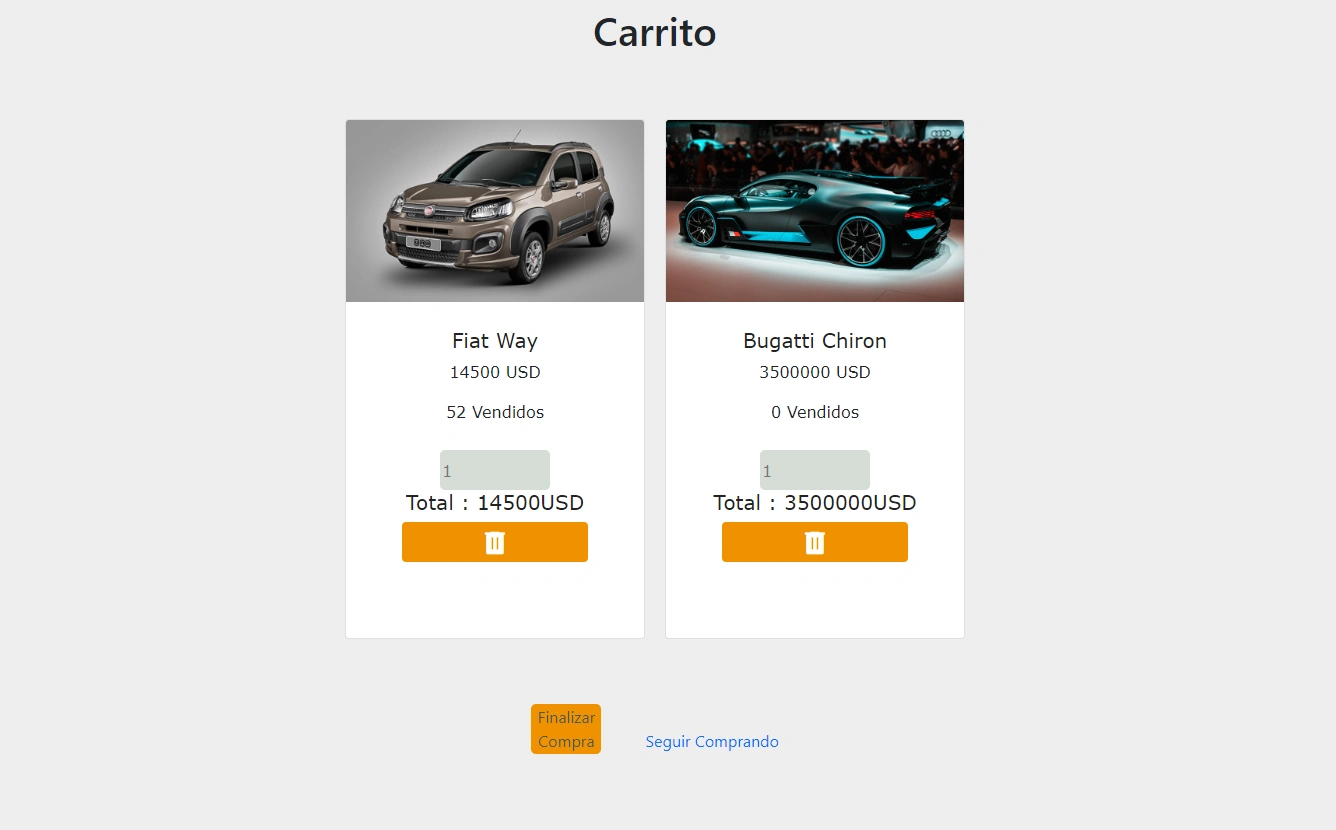 Carrito
Fiat Way
14500 USD
52 Vendidos
1
Total : 14500USD
Bugatti Chiron
3500000 USD
0 Vendidos
1
Total : 3500000USD
Finalizar
Compra
Seguir Comprando